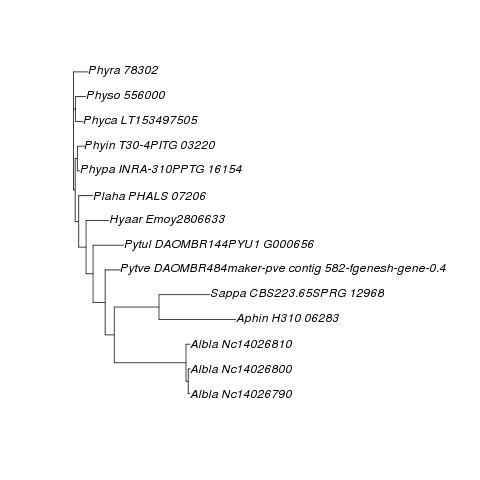 Phyra 78302
Physo 556000
Phyca LT153497505
Phyin T30-4PITG 03220
Phypa INRA-310PPTG 16154
Plaha PHALS 07206
Hyaar Emoy2806633
Pytul DAOMBR144PYU1 G000656
Pytve DAOMBR484maker-pve contig 582-fgenesh-gene-0.4
Sappa CBS223.65SPRG 12968
Aphin H310 06283
Albla Nc14026810
Albla Nc14026800
Albla Nc14026790